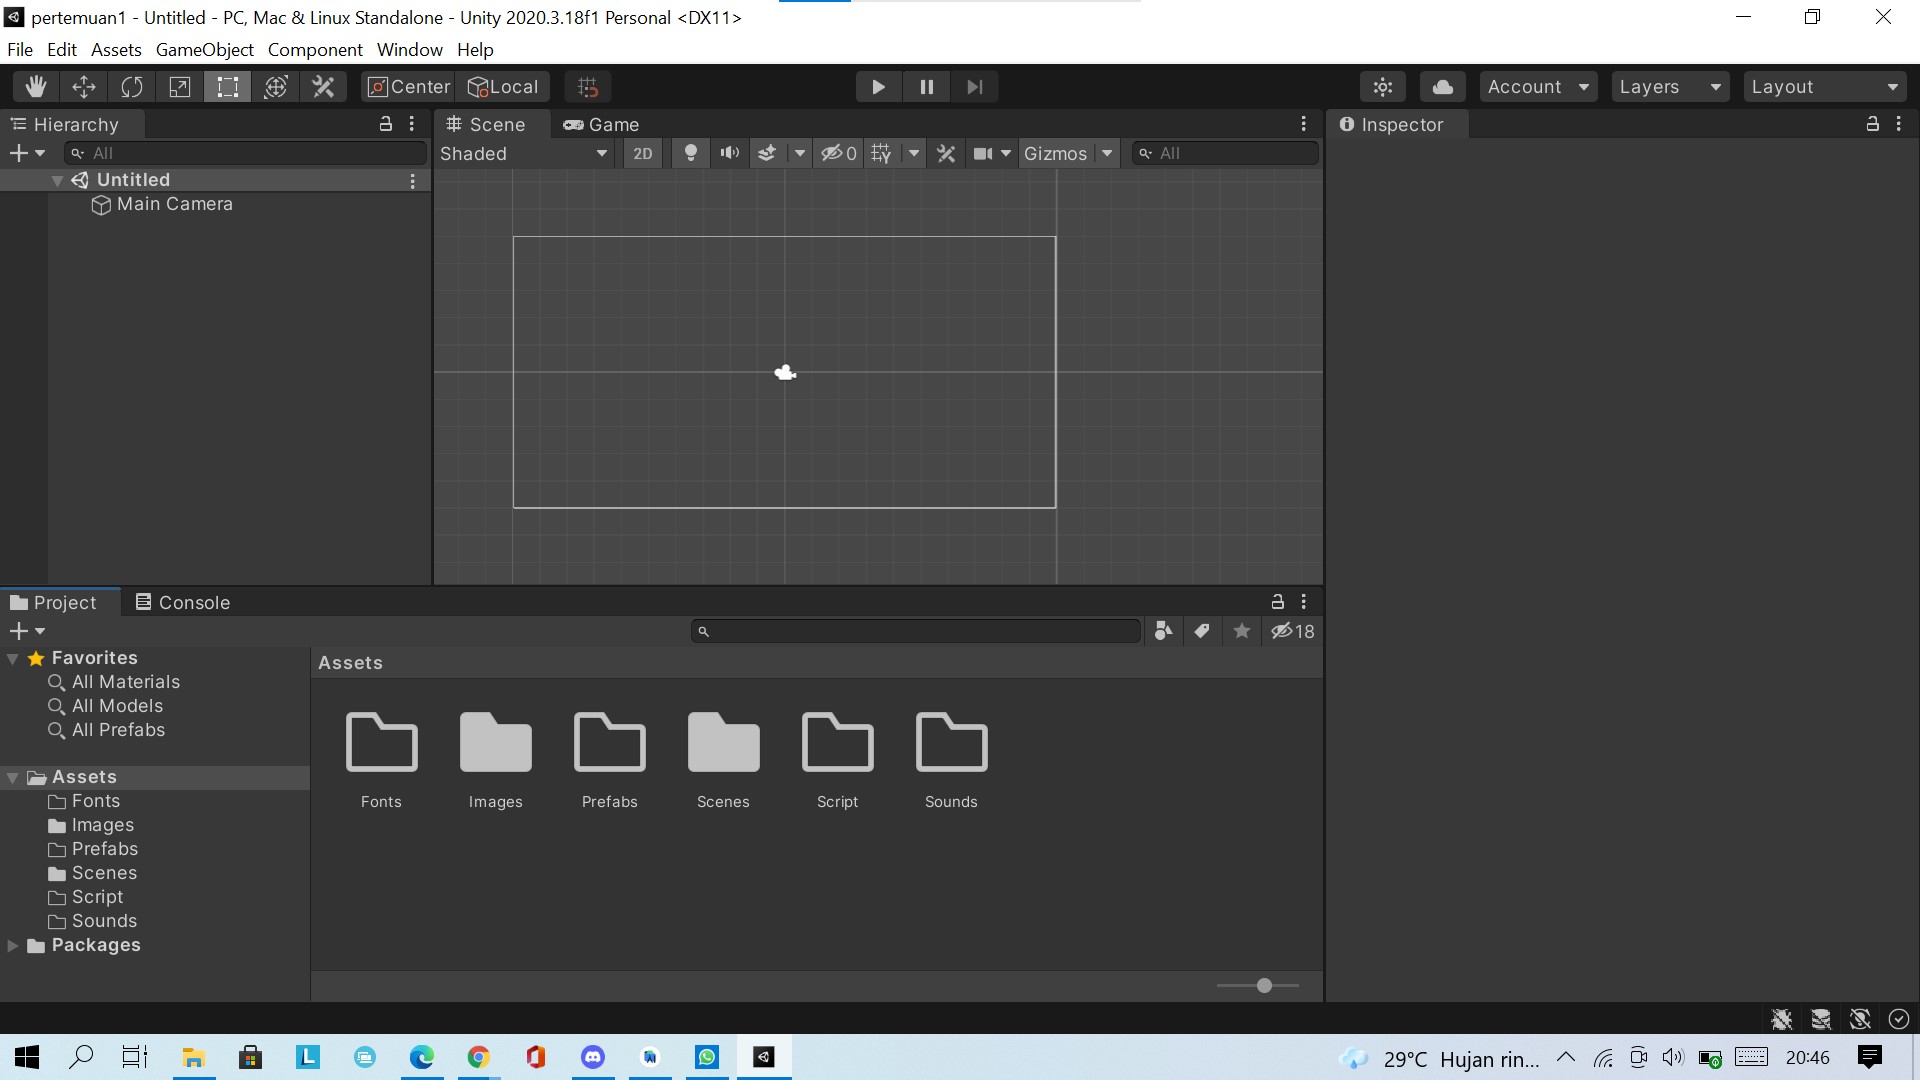 pertemuan1 - Untitled - PC, Mac & Linux Standalone - Unity 2020.3.18f1 Personal <DX11>
File Edit Assets GameObject Component Window Help
Center Local Account Layers Layout
Hierarchy Scene Game Inspector
All Shaded 2D 0 Gizmos All
Untitled
Main Camera
Project Console
18
Favorites
All Materials
All Models
All Prefabs
Assets
Fonts
Images
Prefabs
Scenes
Script
Sounds
Packages
Assets
Fonts Images Prefabs Scenes Script Sounds
29°C Hujan rin... 20:46